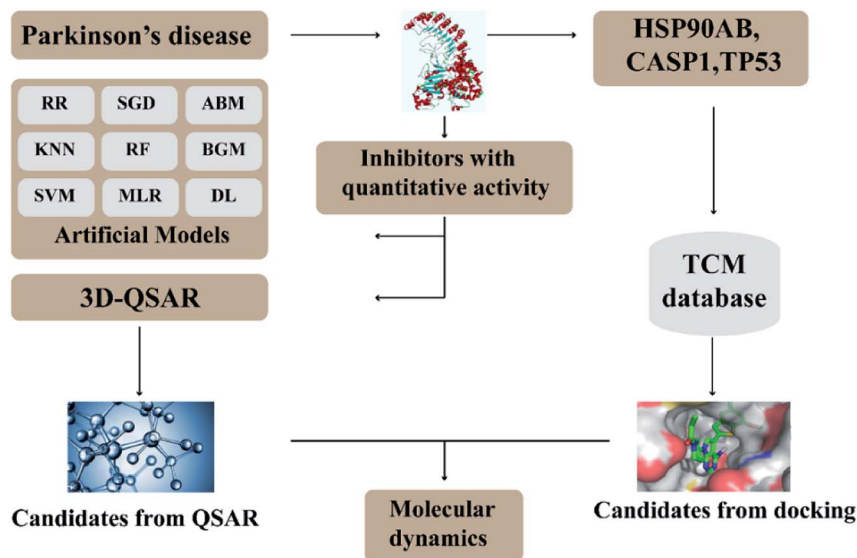 Parkinson's disease
HSP90AB,
CASP1,TP53
RR
SGD
ABM
KNN
RF
BGM
SVM
MLR
DL
Artificial Models
Inhibitors with
quantitative activity
3D-QSAR
TCM
database
Candidates from QSAR
Molecular
dynamics
Candidates from docking